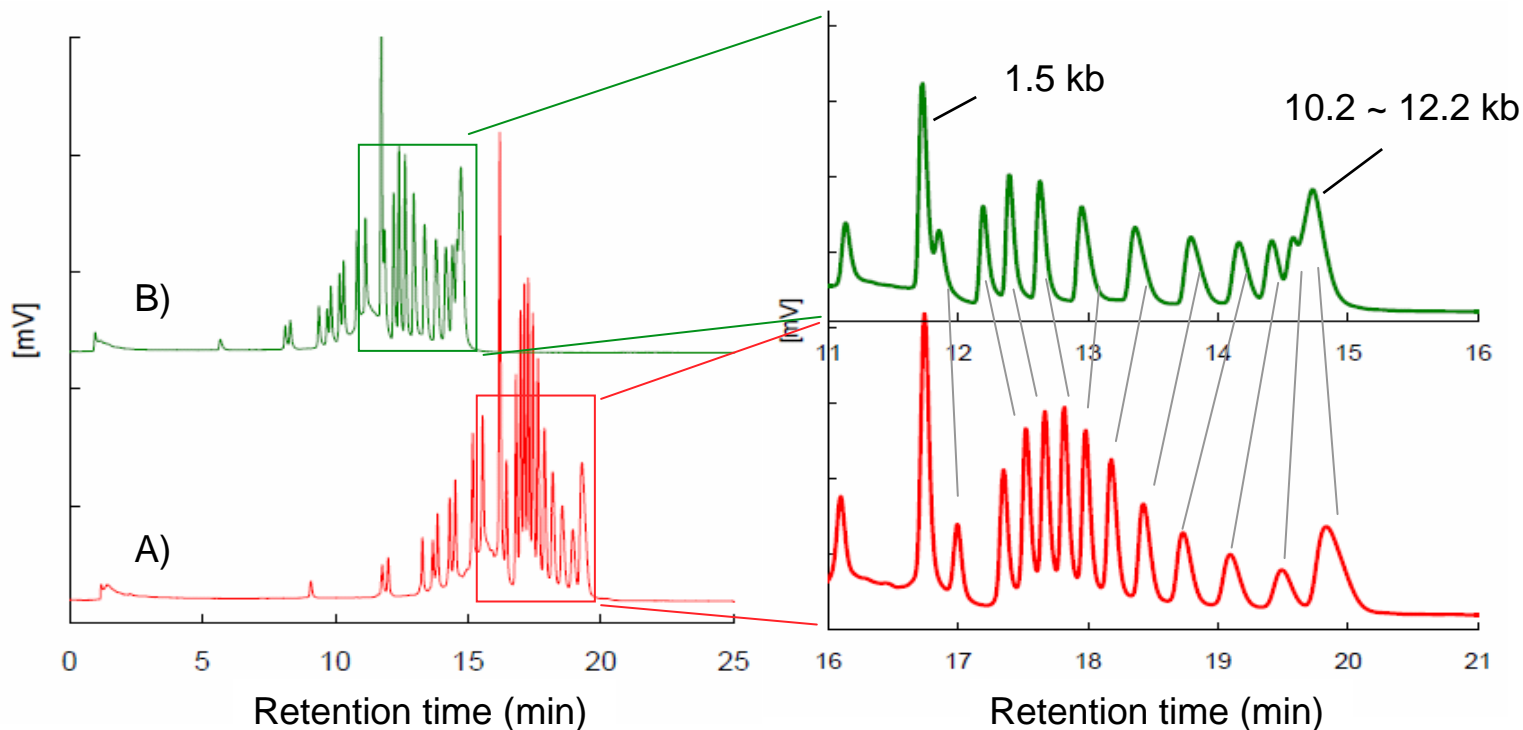 1.5 kb
10.2 ~ 12.2 kb
B)
[mV]
[mV]
11 12 13 14 15 16
A)
0 5 10 15 20 25
16 17 18 19 20 21
Retention time (min)
Retention time (min)